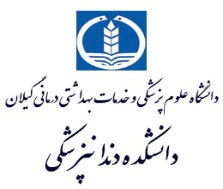 دانشگاه علوم پزشکی و خدمات بهداشتی درمانی گیلان
دانشکده دندانپزشکی